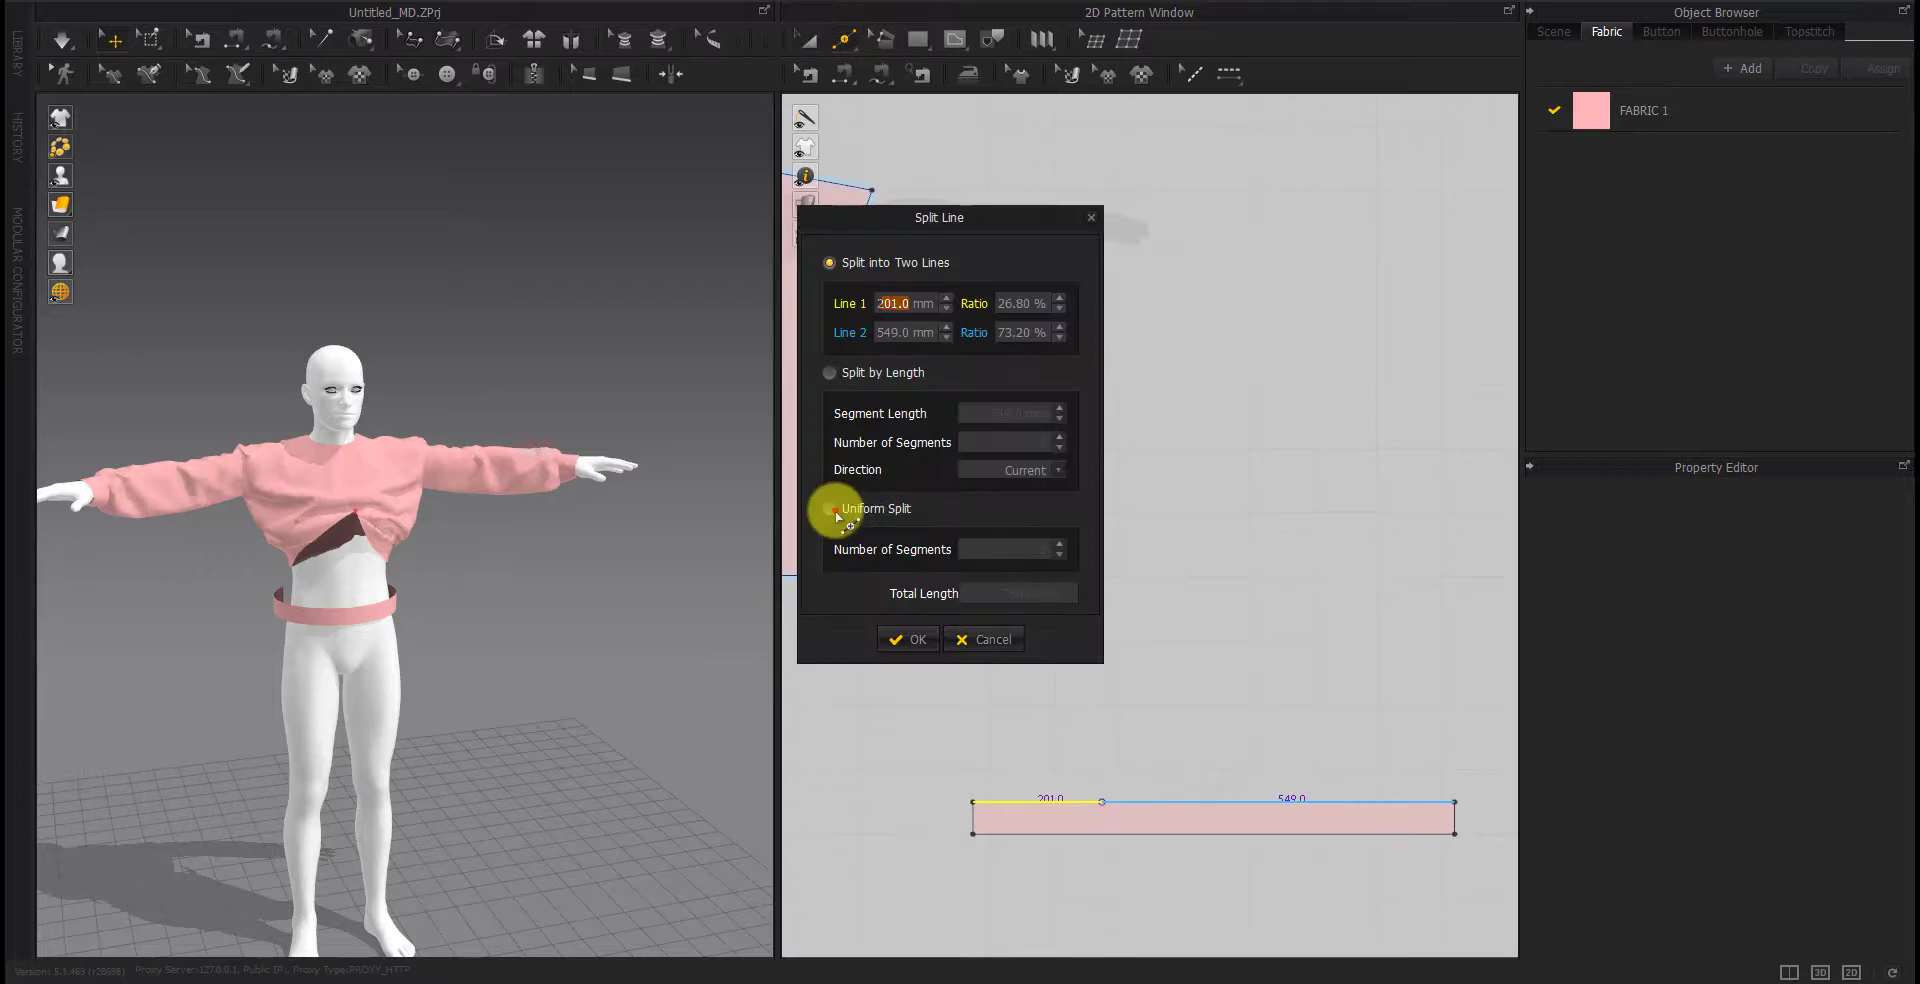 Untitled_MD.ZPrj
2D Pattern Window
Object Browser
LIBRARY
HISTORY
MODULAR CONFIGURATOR
Scene
Fabric
Button
Buttonhole
Topstitch
+ Add
Copy
Assign
FABRIC 1
Split Line
Split into Two Lines
Line 1 201.0 mm Ratio 26.80 %
Line 2 549.0 mm Ratio 73.20 %
Split by Length
Segment Length
Number of Segments
Direction Current
Uniform Split
Number of Segments
Total Length
OK
Cancel
Property Editor
201.0
549.0
Version: 5.1.463 (r28698) Proxy Server:127.0.0.1, Public IP:, Proxy Type:PROXY_HTTP
3D
2D